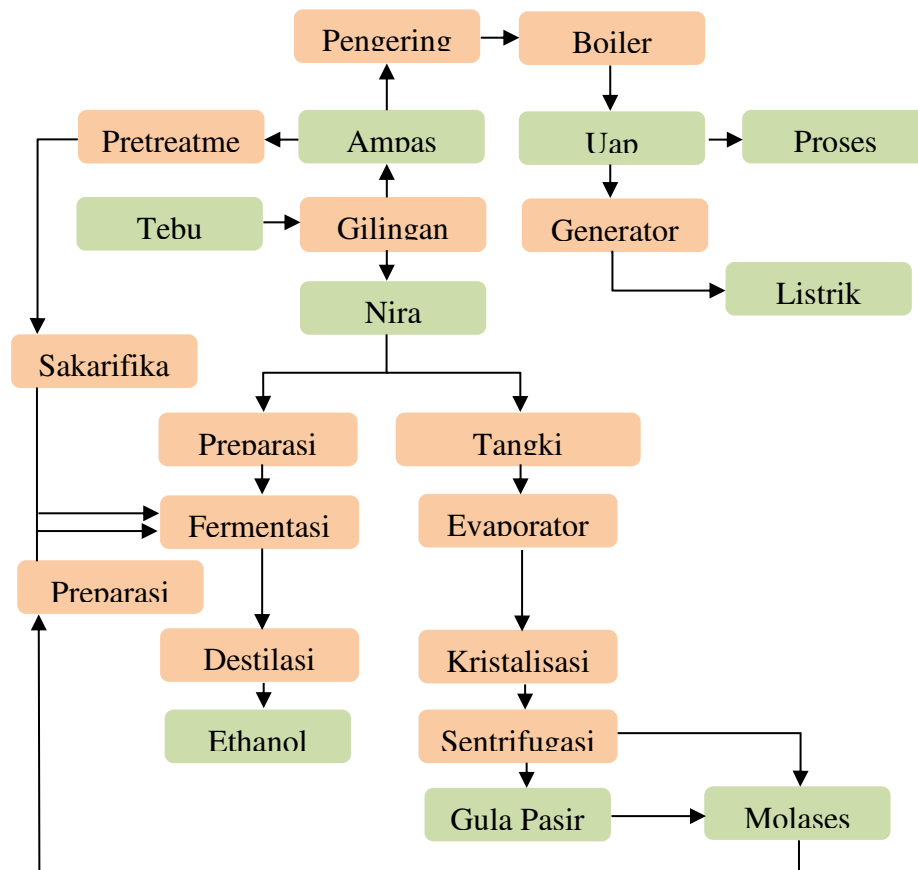 Pengering
Boiler
Pretreatme
Ampas
Uap
Proses
Tebu
Gilingan
Generator
Nira
Listrik
Sakarifika
Preparasi
Tangki
Fermentasi
Evaporator
Preparasi
Destilasi
Kristalisasi
Ethanol
Sentrifugasi
Gula Pasir
Molases